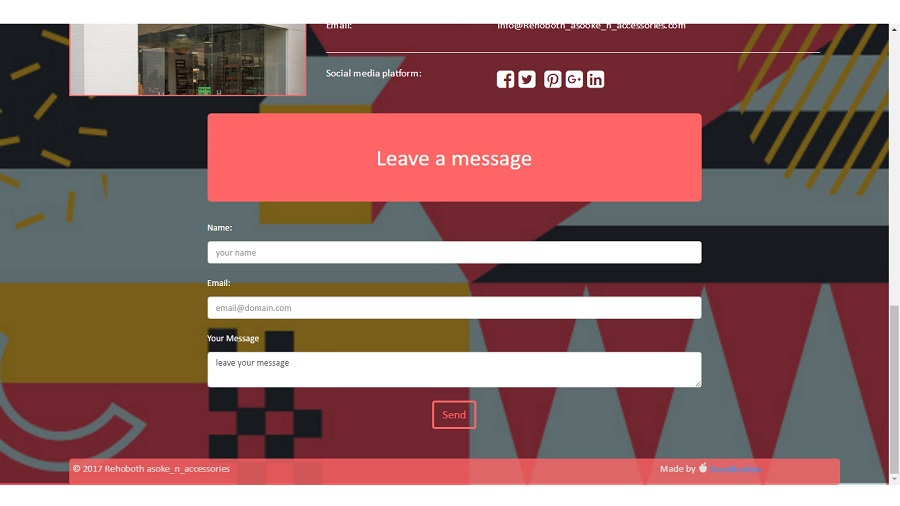 Email: Info@Rehoboth_asooke_n_accessories.com
Social media platform:
Leave a message
Name:
your name
Email:
email@domain.com
Your Message
leave your message
Send
© 2017 Rehoboth asoke_n_accessories Made by